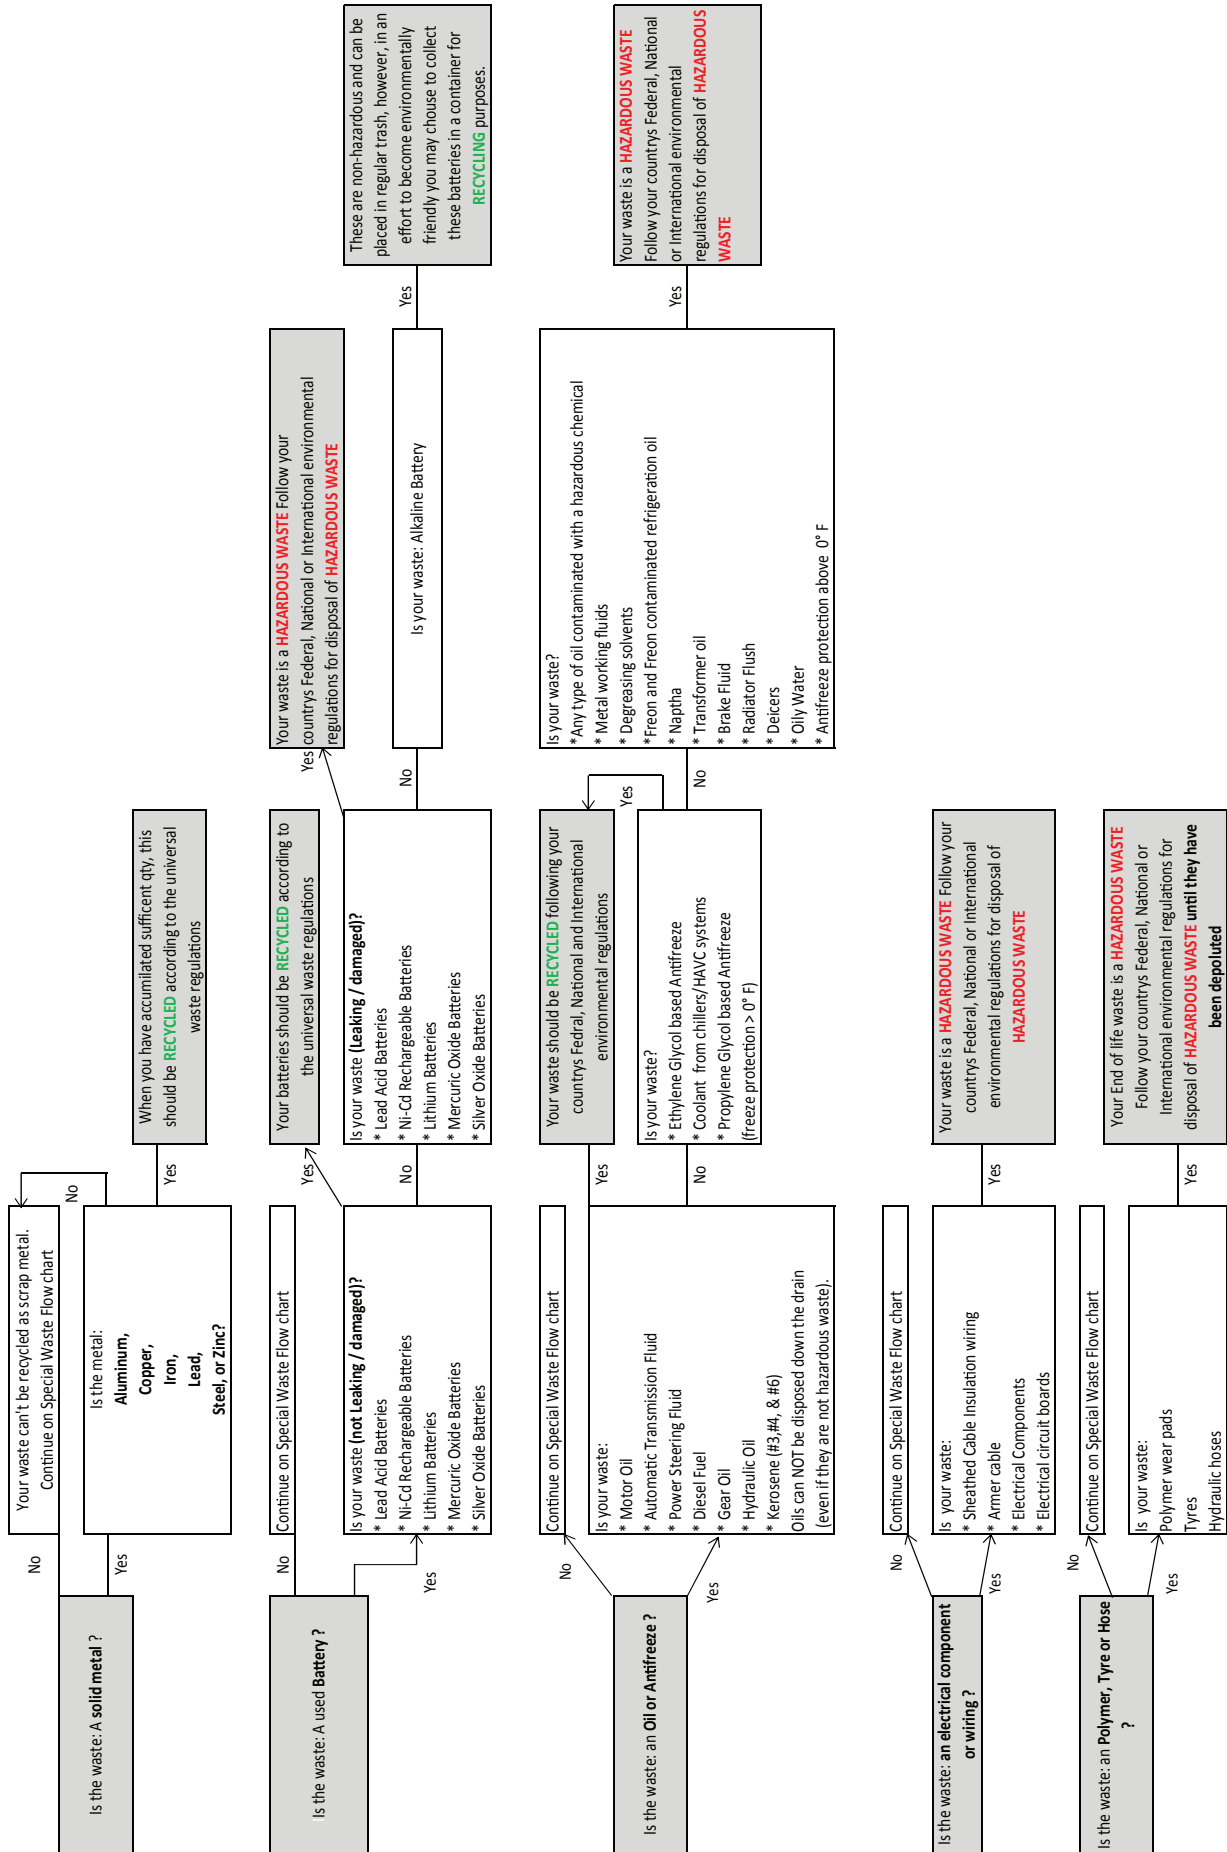 Is the waste: A solid metal ?
No
Yes
Your waste can't be recycled as scrap metal.
Continue on Special Waste Flow chart
Is the metal:
Aluminum,
Copper,
Iron,
Lead,
Steel, or Zinc?
No
Yes
When you have accumilated sufficent qty, this
should be RECYCLED according to the universal
waste regulations
Is the waste: A used Battery ?
No
Yes
Continue on Special Waste Flow chart
Is your waste (not Leaking / damaged)?
* Lead Acid Batteries
* Ni-Cd Rechargeable Batteries
* Lithium Batteries
* Mercuric Oxide Batteries
* Silver Oxide Batteries
Yes
No
Your batteries should be RECYCLED according to
the universal waste regulations
Is your waste (Leaking / damaged)?
* Lead Acid Batteries
* Ni-Cd Rechargeable Batteries
* Lithium Batteries
* Mercuric Oxide Batteries
* Silver Oxide Batteries
Yes
No
Your waste is a HAZARDOUS WASTE Follow your
countrys Federal, National or International environmental
regulations for disposal of HAZARDOUS WASTE
Is your waste: Alkaline Battery
Yes
These are non-hazardous and can be
placed in regular trash, however, in an
effort to become environmentally
friendly you may chouse to collect
these batteries in a container for
RECYCLING purposes.
Is the waste: an Oil or Antifreeze ?
No
Yes
Continue on Special Waste Flow chart
Is your waste:
* Motor Oil
* Automatic Transmission Fluid
* Power Steering Fluid
* Diesel Fuel
* Gear Oil
* Hydraulic Oil
* Kerosene (#3,#4, & #6)
Oils can NOT be disposed down the drain
(even if they are not hazardous waste).
Yes
No
Your waste should be RECYCLED following your
countrys Fedral, National and International
environmental regulations
Is your waste?
* Ethylene Glycol based Antifreeze
* Coolant from chillers/HAVC systems
* Propylene Glycol based Antifreeze
(freeze protection > 0° F)
Yes
No
Is your waste?
*Any type of oil contaminated with a hazardous chemical
* Metal working fluids
* Degreasing solvents
*Freon and Freon contaminated refrigeration oil
* Naptha
* Transformer oil
* Brake Fluid
* Radiator Flush
* Deicers
* Oily Water
* Antifreeze protection above 0° F
Yes
Your waste is a HAZARDOUS WASTE
Follow your countrys Federal, National
or International environmental
regulations for disposal of HAZARDOUS
WASTE
Is the waste: an electrical component
or wiring ?
No
Yes
Continue on Special Waste Flow chart
Is your waste:
* Sheathed Cable Insulation wiring
* Armer cable
* Electrical Components
* Electrical circuit boards
Yes
Your waste is a HAZARDOUS WASTE Follow your
countrys Federal, National or International
environmental regulations for disposal of
HAZARDOUS WASTE
Is the waste: an Polymer, Tyre or Hose
?
No
Yes
Continue on Special Waste Flow chart
Is your waste:
Polymer wear pads
Tyres
Hydraulic hoses
Yes
Your End of life waste is a HAZARDOUS WASTE
Follow your countrys Federal, National or
International environmental regulations for
disposal of HAZARDOUS WASTE until they have
been depoluted